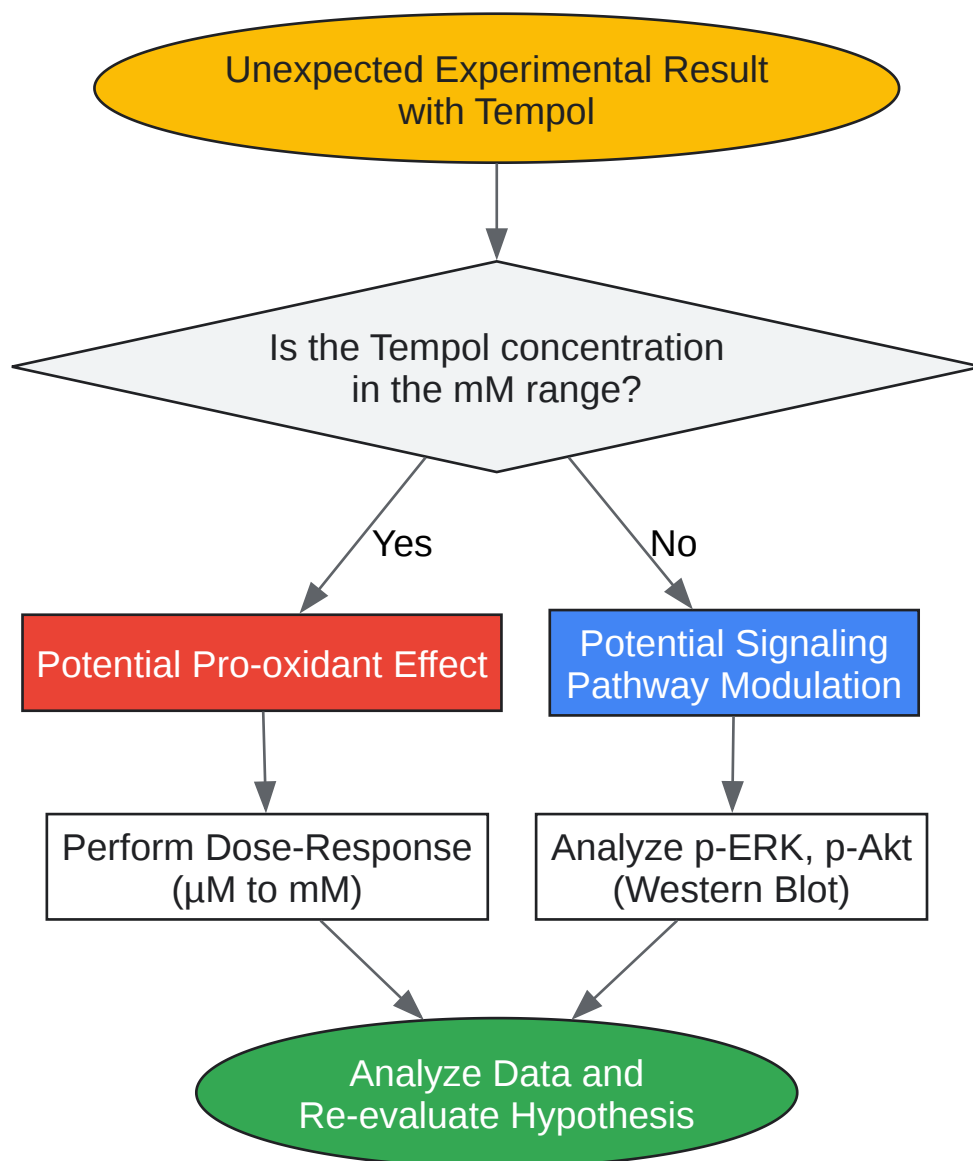 Unexpected Experimental Result
with Tempol
Is the Tempol concentration
in the mM range?
Yes
No
Potential Pro-oxidant Effect
Potential Signaling
Pathway Modulation
Perform Dose-Response
(µM to mM)
Analyze p-ERK, p-Akt
(Western Blot)
Analyze Data and
Re-evaluate Hypothesis